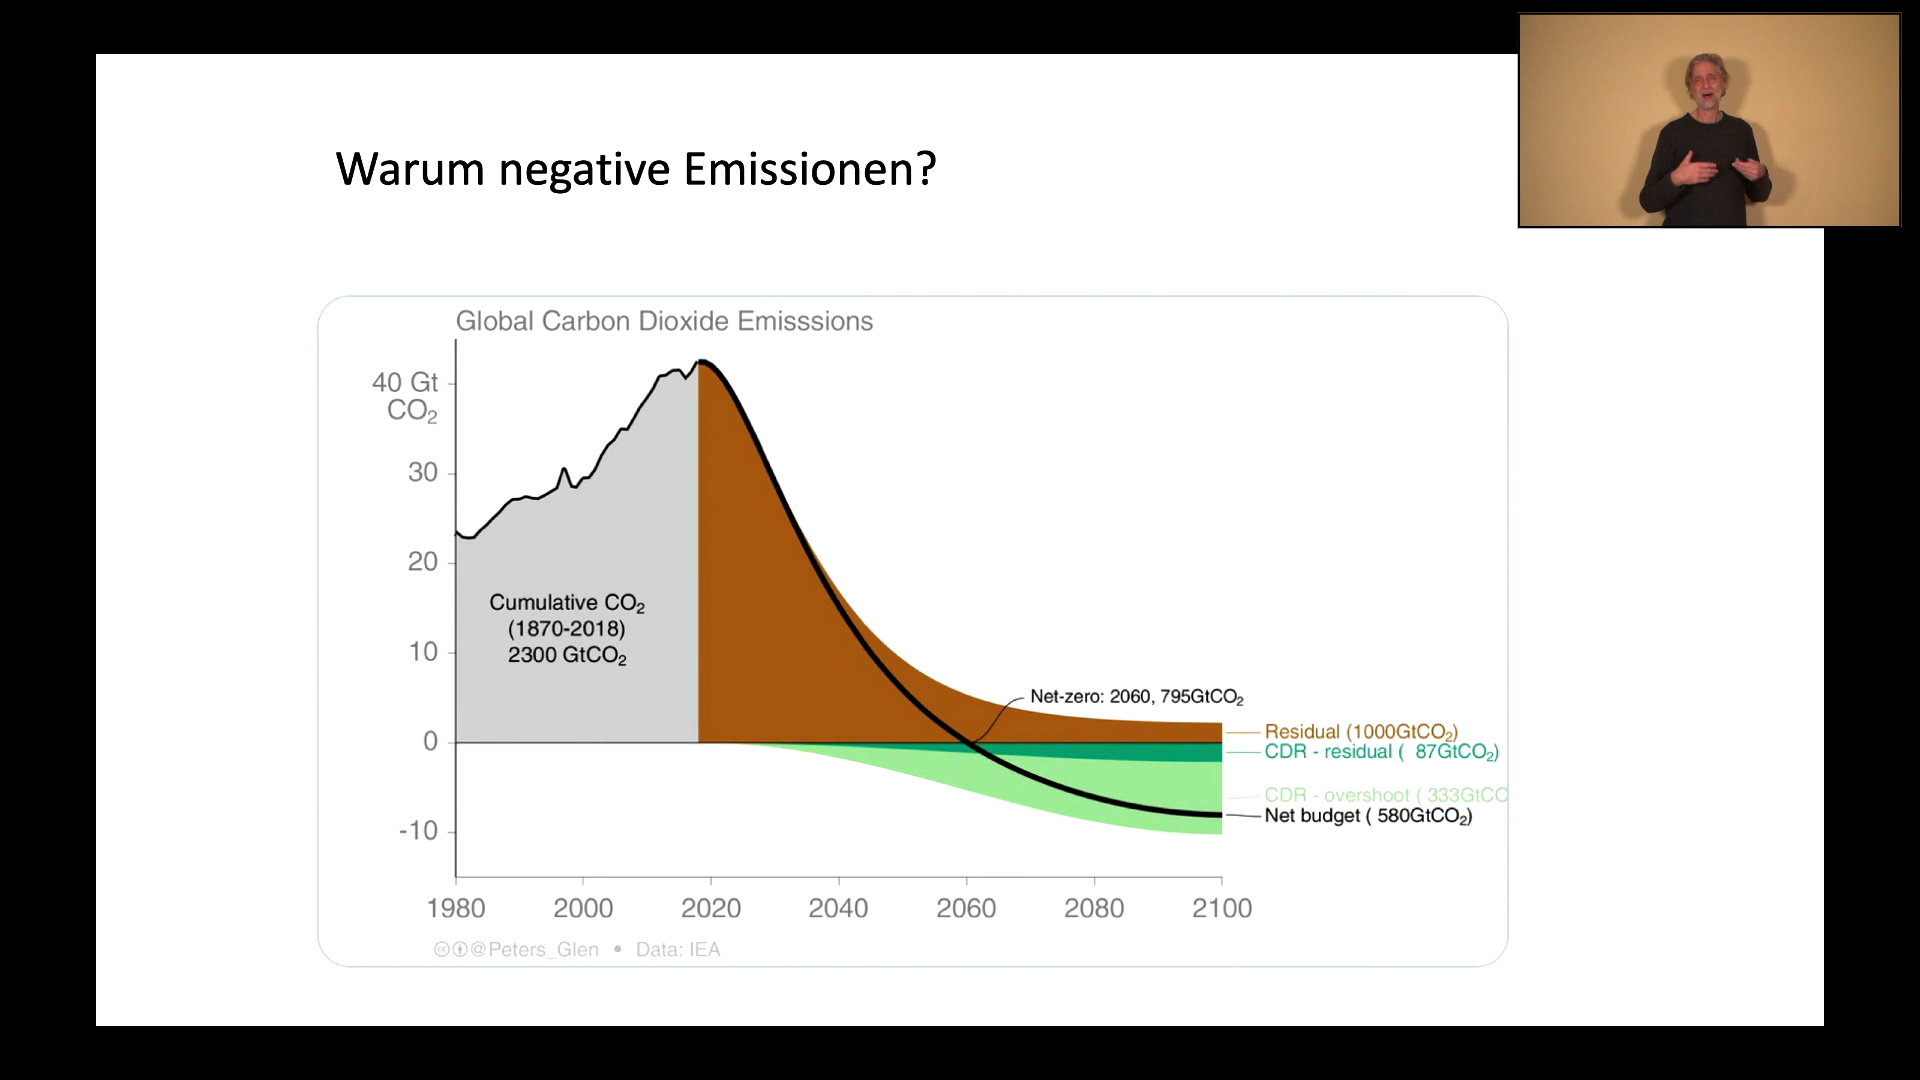 Warum negative Emissionen?
Global Carbon Dioxide Emisssions
40 Gt
CO₂
30
20
10
0
-10
Cumulative CO₂
(1870-2018)
2300 GtCO₂
Net-zero: 2060, 795GtCO₂
Residual (1000GtCO₂)
CDR - residual (  87GtCO₂)
CDR - overshoot ( 333GtCO
Net budget ( 580GtCO₂)
1980 2000 2020 2040 2060 2080 2100
@Peters_Glen • Data: IEA